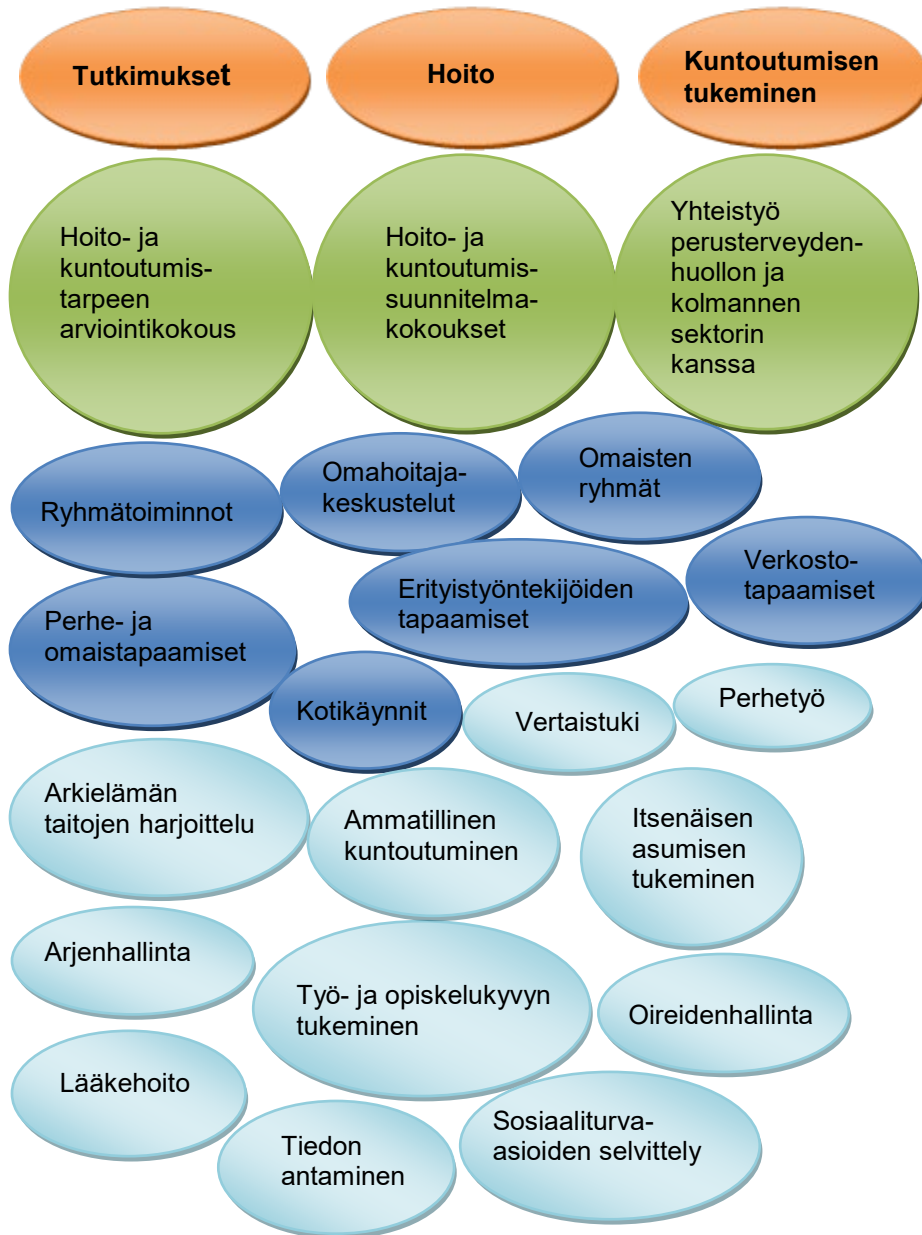 Tutkimukset
Hoito
Kuntoutumisen
tukeminen
Hoito- ja
kuntoutumis-
tarpeen
arviointikokous
Hoito- ja
kuntoutumis-
suunnitelma-
kokoukset
Yhteistyö
perusterveyden-
huollon ja
kolmannen
sektorin
kanssa
Ryhmätoiminnot
Omahoitaja-
keskustelut
Omaisten
ryhmät
Perhe- ja
omaistapaamiset
Erityistyöntekijöiden
tapaamiset
Verkosto-
tapaamiset
Kotikäynnit
Vertaistuki
Perhetyö
Arkielämän
taitojen harjoittelu
Ammatillinen
kuntoutuminen
Itsenäisen
asumisen
tukeminen
Arjenhallinta
Työ- ja opiskelukyvyn
tukeminen
Oireidenhallinta
Lääkehoito
Tiedon
antaminen
Sosiaaliturva-
asioiden selvittely